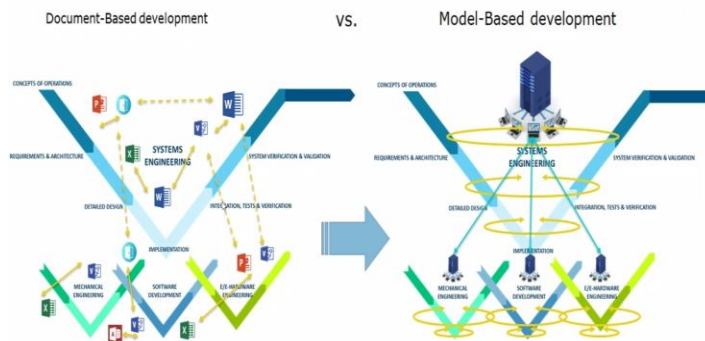 Document-Based development
vs.
Model-Based development
CONCEPTS OF OPERATIONS
P
W
V
X
SYSTEMS
ENGINEERING
REQUIREMENTS & ARCHITECTURE
SYSTEM VERIFICATION & VALIDATION
W
DETAILED DESIGN
INTEGRATION, TESTS & VERIFICATION
IMPLEMENTATION
V
P
V
MECHANICAL
ENGINEERING
SOFTWARE
DEVELOPMENT
E/E-HARDWARE
ENGINEERING
X
V
X
CONCEPTS OF OPERATIONS
SYSTEMS
ENGINEERING
REQUIREMENTS & ARCHITECTURE
SYSTEM VERIFICATION & VALIDATION
DETAILED DESIGN
INTEGRATION, TESTS & VERIFICATION
IMPLEMENTATION
MECHANICAL
ENGINEERING
SOFTWARE
DEVELOPMENT
E/E-HARDWARE
ENGINEERING